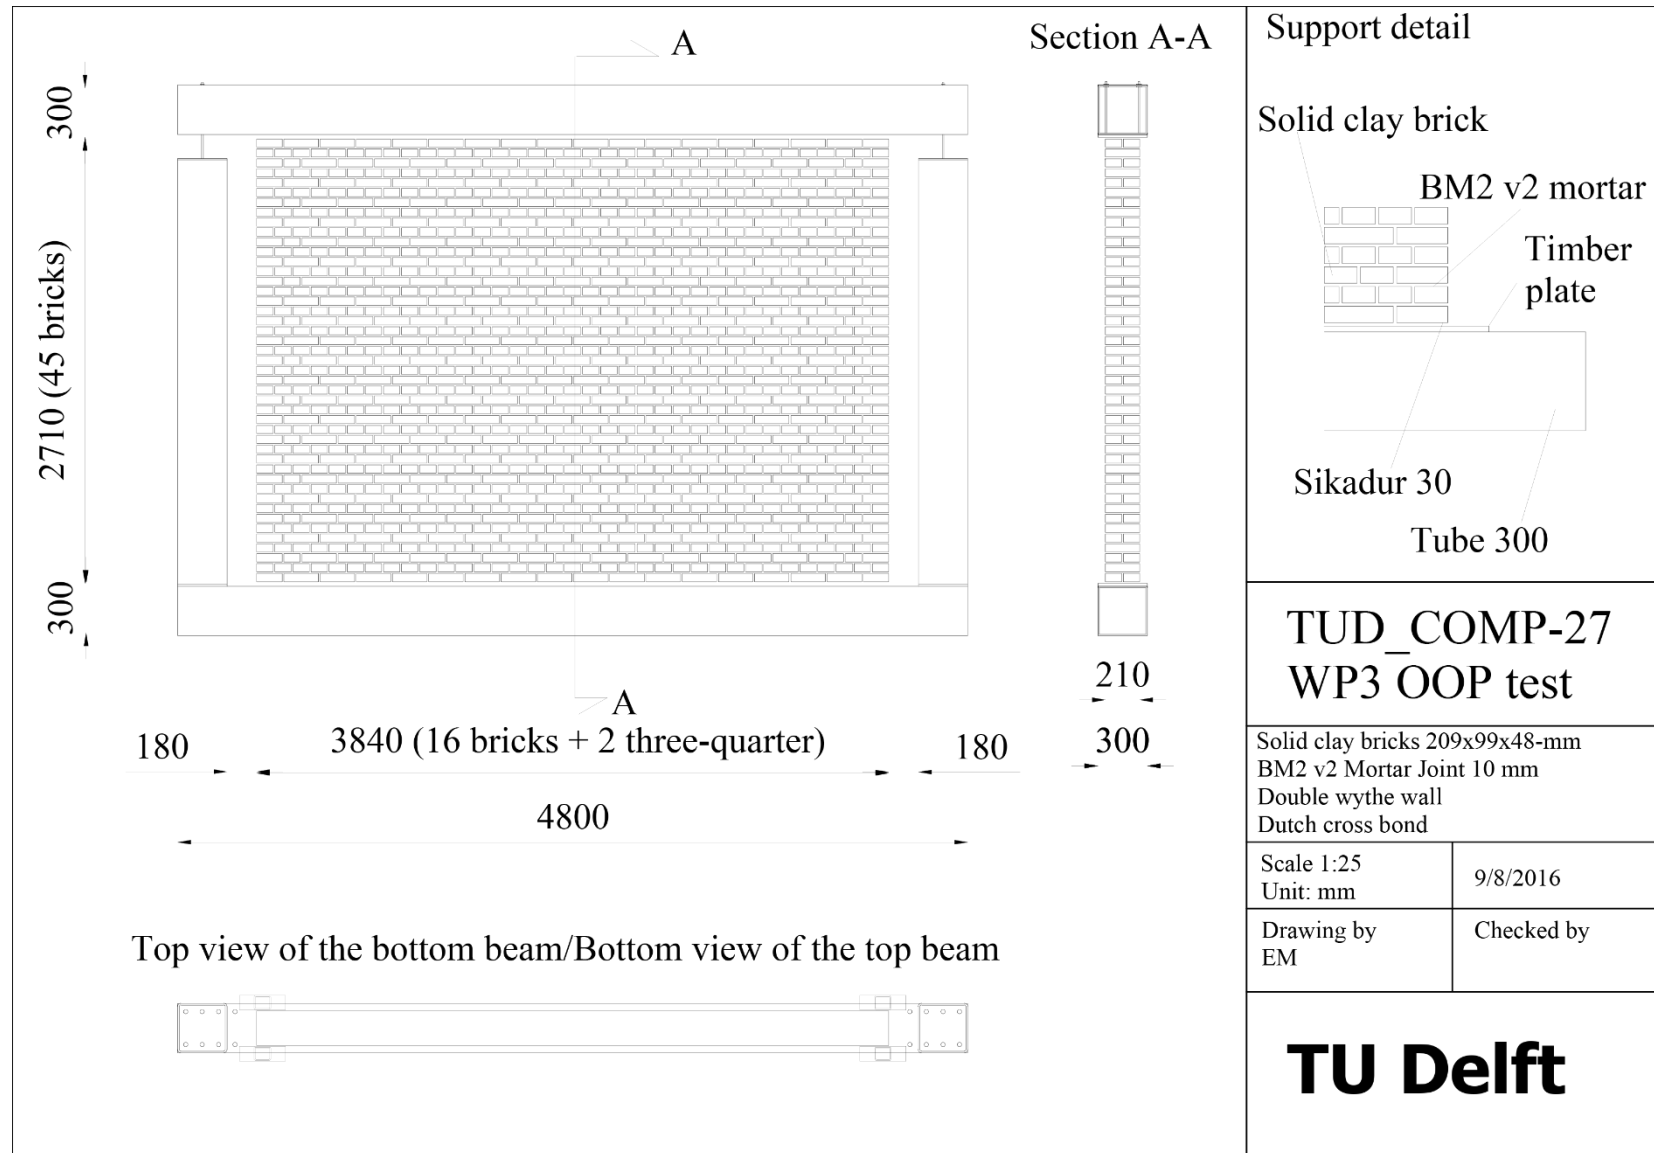 A
Section A-A
300
2710 (45 bricks)
300
A
210
180
3840 (16 bricks + 2 three-quarter)
180
300
4800
Top view of the bottom beam/Bottom view of the top beam
Support detail
Solid clay brick
BM2 v2 mortar
Timber
plate
Sikadur 30
Tube 300
TUD_COMP-27
WP3 OOP test
Solid clay bricks 209x99x48-mm
BM2 v2 Mortar Joint 10 mm
Double wythe wall
Dutch cross bond
Scale 1:25
Unit: mm
9/8/2016
Drawing by
EM
Checked by
TU Delft